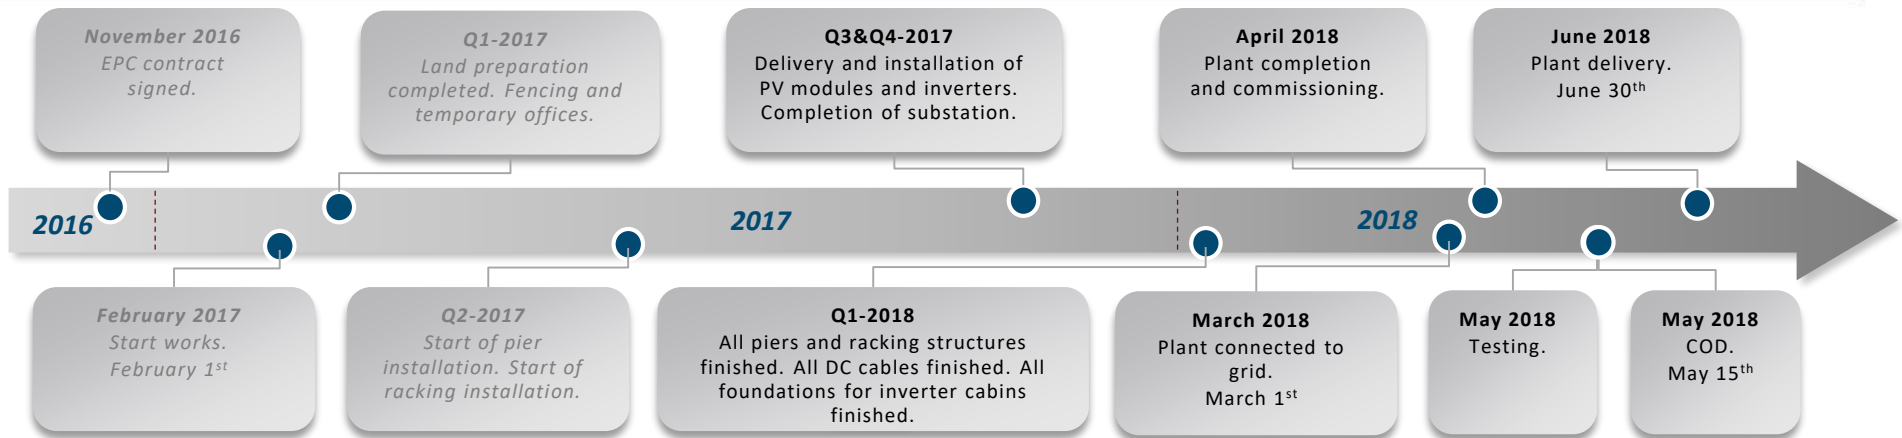 November 2016
EPC contract
signed.
Q1-2017
Land preparation
completed. Fencing and
temporary offices.
Q3&Q4-2017
Delivery and installation of
PV modules and inverters.
Completion of substation.
April 2018
Plant completion
and commissioning.
June 2018
Plant delivery.
June 30th
2016
2017
2018
February 2017
Start works.
February 1st
Q2-2017
Start of pier
installation. Start of
racking installation.
Q1-2018
All piers and racking structures
finished. All DC cables finished. All
foundations for inverter cabins
finished.
March 2018
Plant connected to
grid.
March 1st
May 2018
Testing.
May 2018
COD.
May 15th